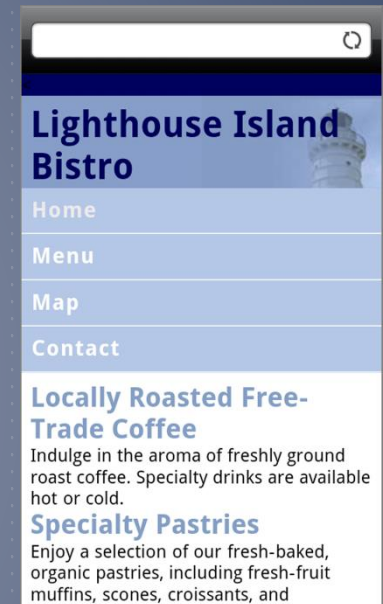 Lighthouse Island
Bistro
Home
Menu
Map
Contact
Locally Roasted Free-
Trade Coffee
Indulge in the aroma of freshly ground
roast coffee. Specialty drinks are available
hot or cold.
Specialty Pastries
Enjoy a selection of our fresh-baked,
organic pastries, including fresh-fruit
muffins, scones, croissants, and